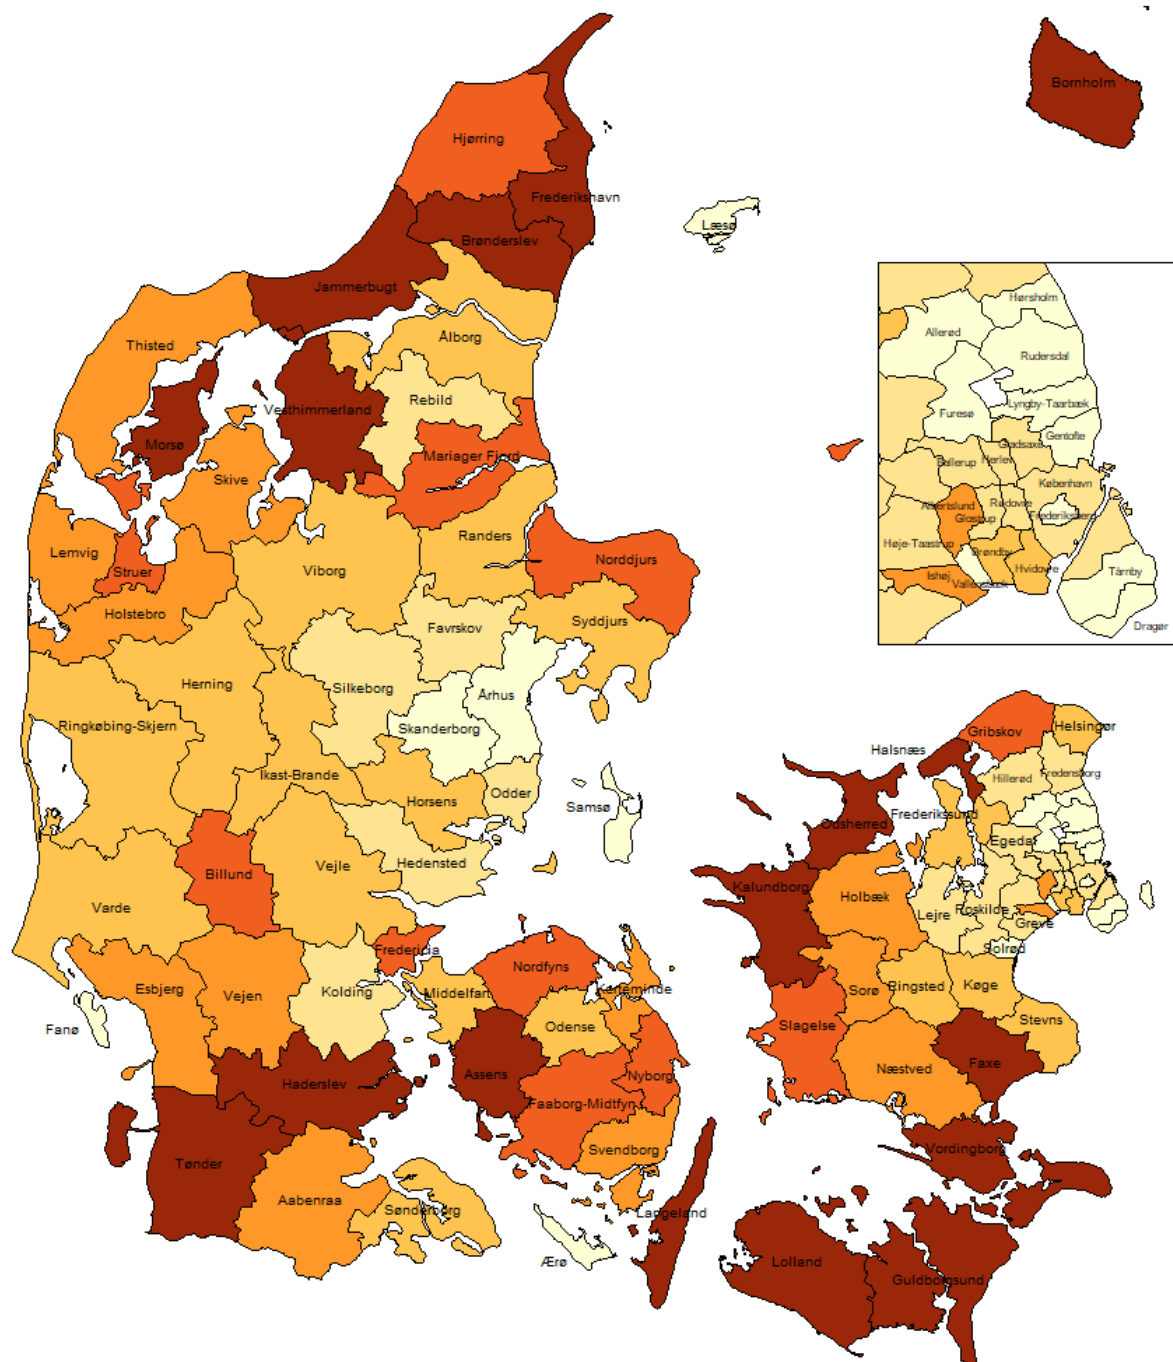 Bornholm
Hjørring
Frederikshavn
Læsø
Brønderslev
Jammerbugt
Hørsholm
Allerød
Ålborg
Thisted
Rudersdal
Rebild
Lyngby-Taarbæk
Vesthimmerland
Furesø
Gentofte
Morsø
Gladsaxe
Mariager Fjord
Herlev
Ballerup
Skive
København
Albertslund
Rødovre
Glostrup
Frederiksberg
Randers
Lemvig
Høje-Taastrup
Brøndby
Norddjurs
Viborg
Struer
Hvidovre
Ishøj
Tårnby
Vallensbæk
Holstebro
Syddjurs
Favrskov
Dragør
Herning
Silkeborg
Århus
Ringkøbing-Skjern
Skanderborg
Helsingør
Gribskov
Halsnæs
Fredensborg
Ikast-Brande
Hillerød
Horsens
Odder
Samsø
Frederikssund
Odsherred
Egedal
Hedensted
Vejle
Billund
Kalundborg
Holbæk
Varde
Roskilde
Lejre
Greve
Fredericia
Solrød
Nordfyns
Køge
Esbjerg
Ringsted
Kerteminde
Sorø
Kolding
Middelfart
Vejen
Stevns
Slagelse
Odense
Fanø
Faxe
Næstved
Assens
Nyborg
Haderslev
Faaborg-Midtfyn
Vordingborg
Svendborg
Tønder
Aabenraa
Sønderborg
Langeland
Ærø
Lolland
Guldborgsund